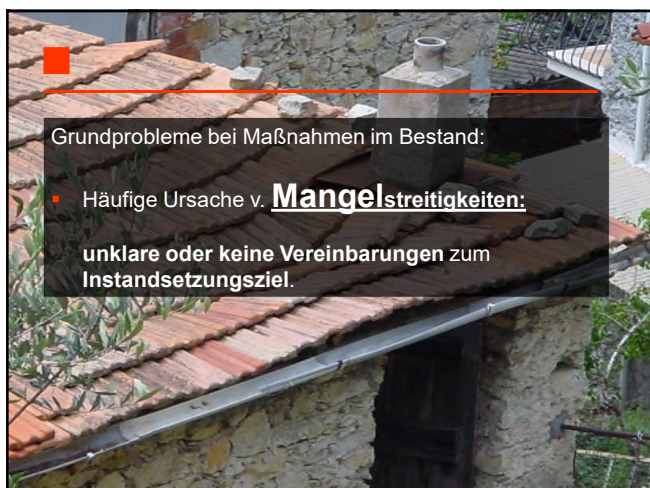 Grundprobleme bei Maßnahmen im Bestand:
Häufige Ursache v. Mangelstreitigkeiten:
unklare oder keine Vereinbarungen zum
Instandsetzungsziel.